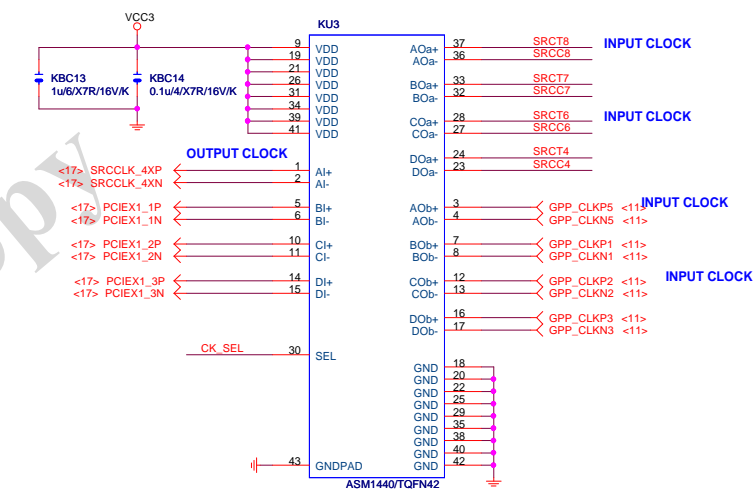 VCC3
KU3
KBC13
1u/6/X7R/16V/K
KBC14
0.1u/4/X7R/16V/K
9 VDD
19 VDD
21 VDD
26 VDD
31 VDD
34 VDD
39 VDD
41 VDD
AOa+ 37 SRCT8 INPUT CLOCK
AOa- 36 SRCC8
BOa+ 33 SRCT7
BOa- 32 SRCC7
COa+ 28 SRCT6 INPUT CLOCK
COa- 27 SRCC6
DOa+ 24 SRCT4
DOa- 23 SRCC4
OUTPUT CLOCK
<17> SRCCLK_4XP 1 AI+
<17> SRCCLK_4XN 2 AI-
<17> PCIEX1_1P 5 BI+
<17> PCIEX1_1N 6 BI-
<17> PCIEX1_2P 10 CI+
<17> PCIEX1_2N 11 CI-
<17> PCIEX1_3P 14 DI+
<17> PCIEX1_3N 15 DI-
AOb+ 3 GPP_CLKP5 <11> INPUT CLOCK
AOb- 4 GPP_CLKN5 <11>
BOb+ 7 GPP_CLKP1 <11>
BOb- 8 GPP_CLKN1 <11>
COb+ 12 GPP_CLKP2 <11> INPUT CLOCK
COb- 13 GPP_CLKN2 <11>
DOb+ 16 GPP_CLKP3 <11>
DOb- 17 GPP_CLKN3 <11>
CK_SEL 30 SEL
GND 18
GND 20
GND 22
GND 25
GND 29
GND 35
GND 38
GND 40
GND 42
43 GNDPAD
ASM1440/TQFN42
opy